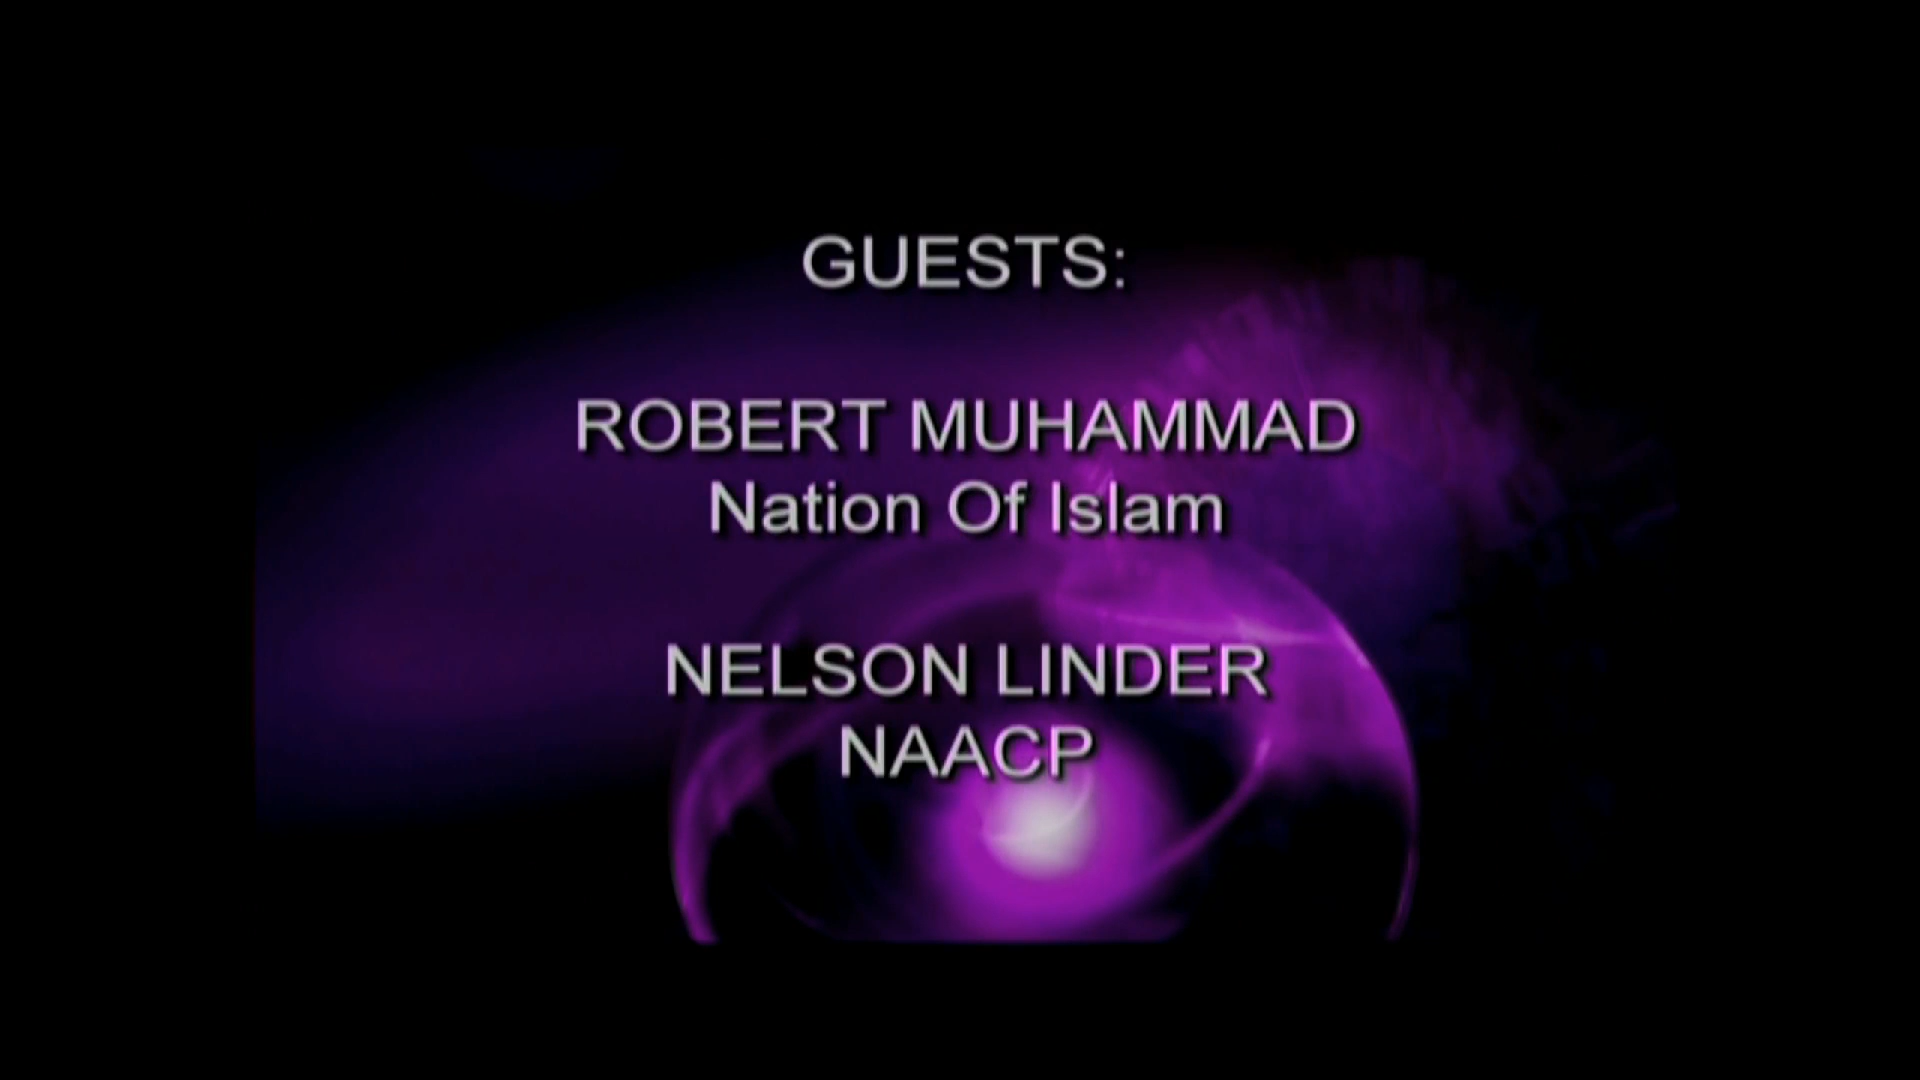 GUESTS:
ROBERT MUHAMMAD
Nation Of Islam
NELSON LINDER
NAACP